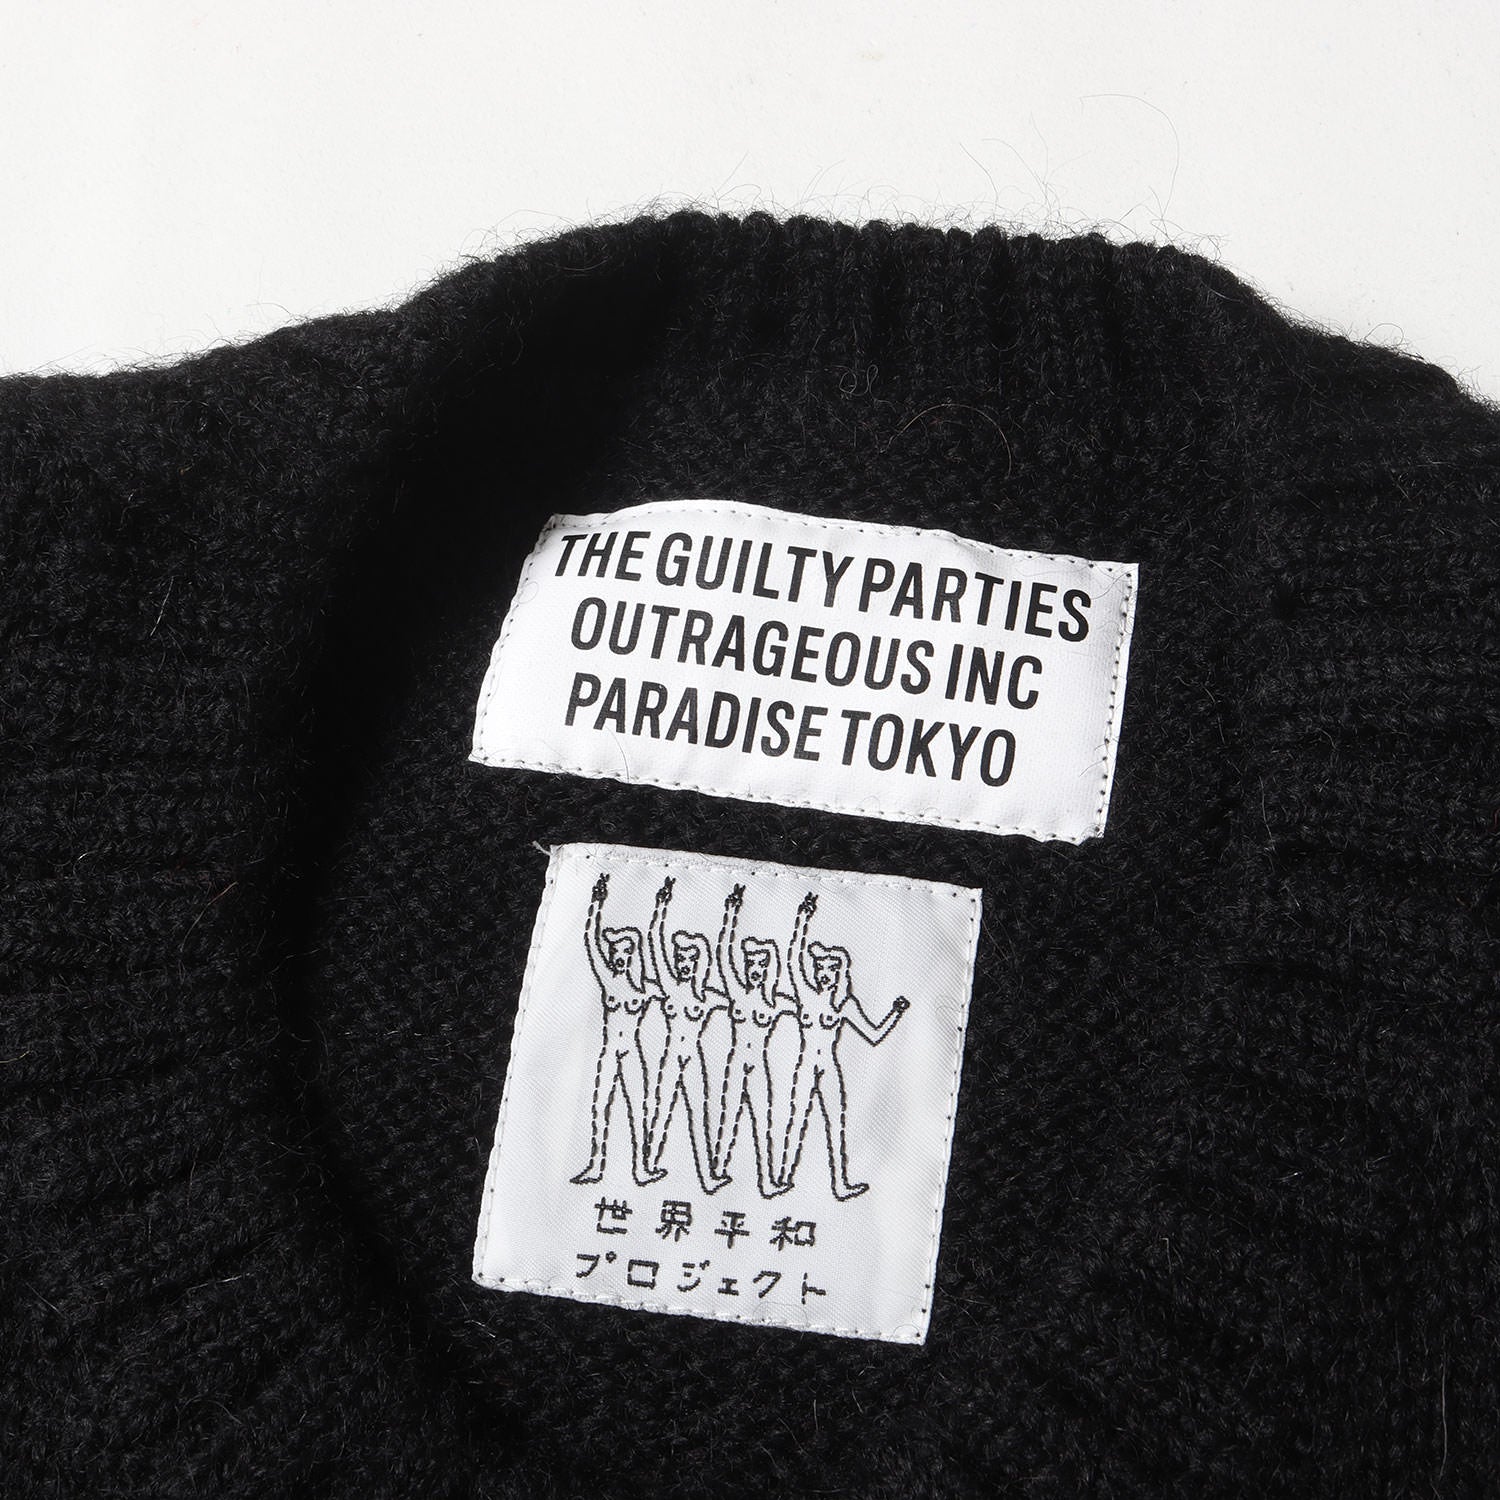 THE GUILTY PARTIES
OUTRAGEOUS INC
PARADISE TOKYO
世界平和
プロジェクト